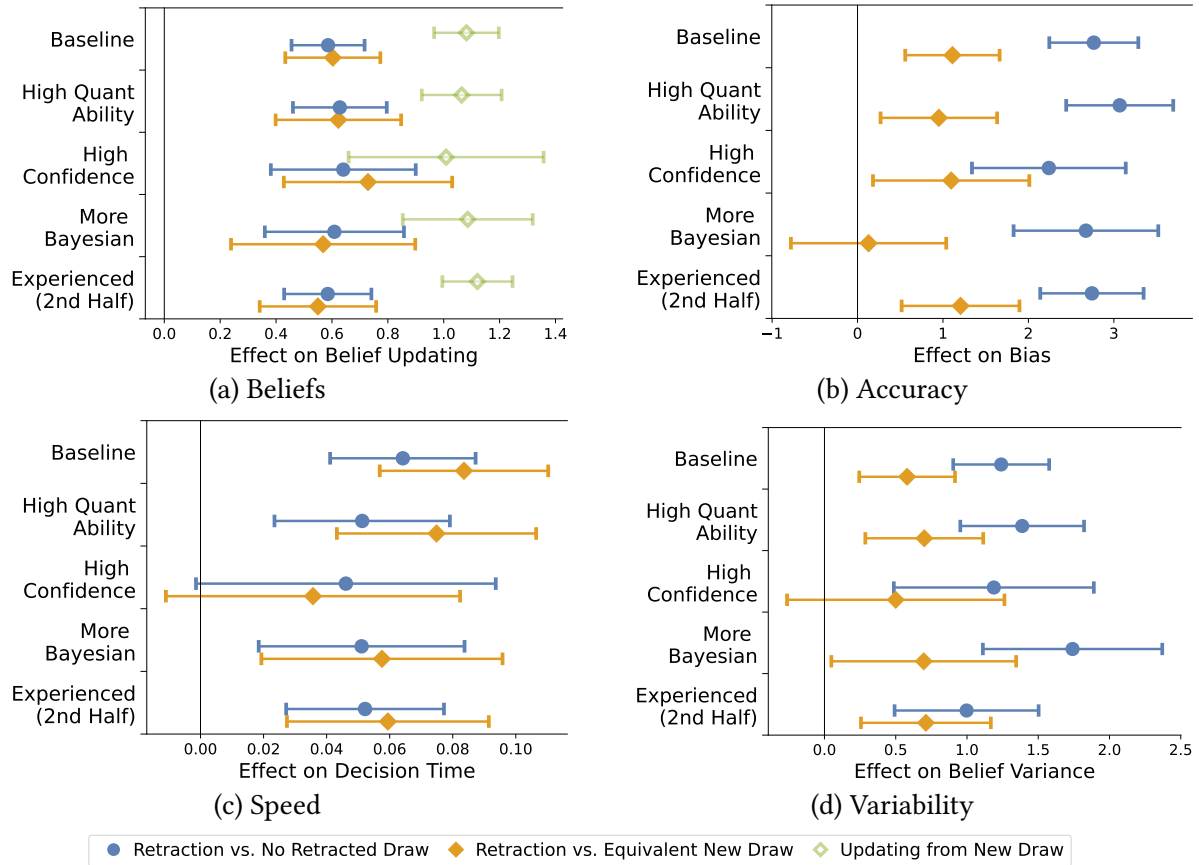 Baseline
High Quant
Ability
High
Confidence
More
Bayesian
Experienced
(2nd Half)
0.0 0.2 0.4 0.6 0.8 1.0 1.2 1.4
Effect on Belief Updating
(a) Beliefs
Baseline
High Quant
Ability
High
Confidence
More
Bayesian
Experienced
(2nd Half)
−1 0 1 2 3
Effect on Bias
(b) Accuracy
Baseline
High Quant
Ability
High
Confidence
More
Bayesian
Experienced
(2nd Half)
0.00 0.02 0.04 0.06 0.08 0.10
Effect on Decision Time
(c) Speed
Baseline
High Quant
Ability
High
Confidence
More
Bayesian
Experienced
(2nd Half)
0.0 0.5 1.0 1.5 2.0 2.5
Effect on Belief Variance
(d) Variability
Retraction vs. No Retracted Draw Retraction vs. Equivalent New Draw Updating from New Draw